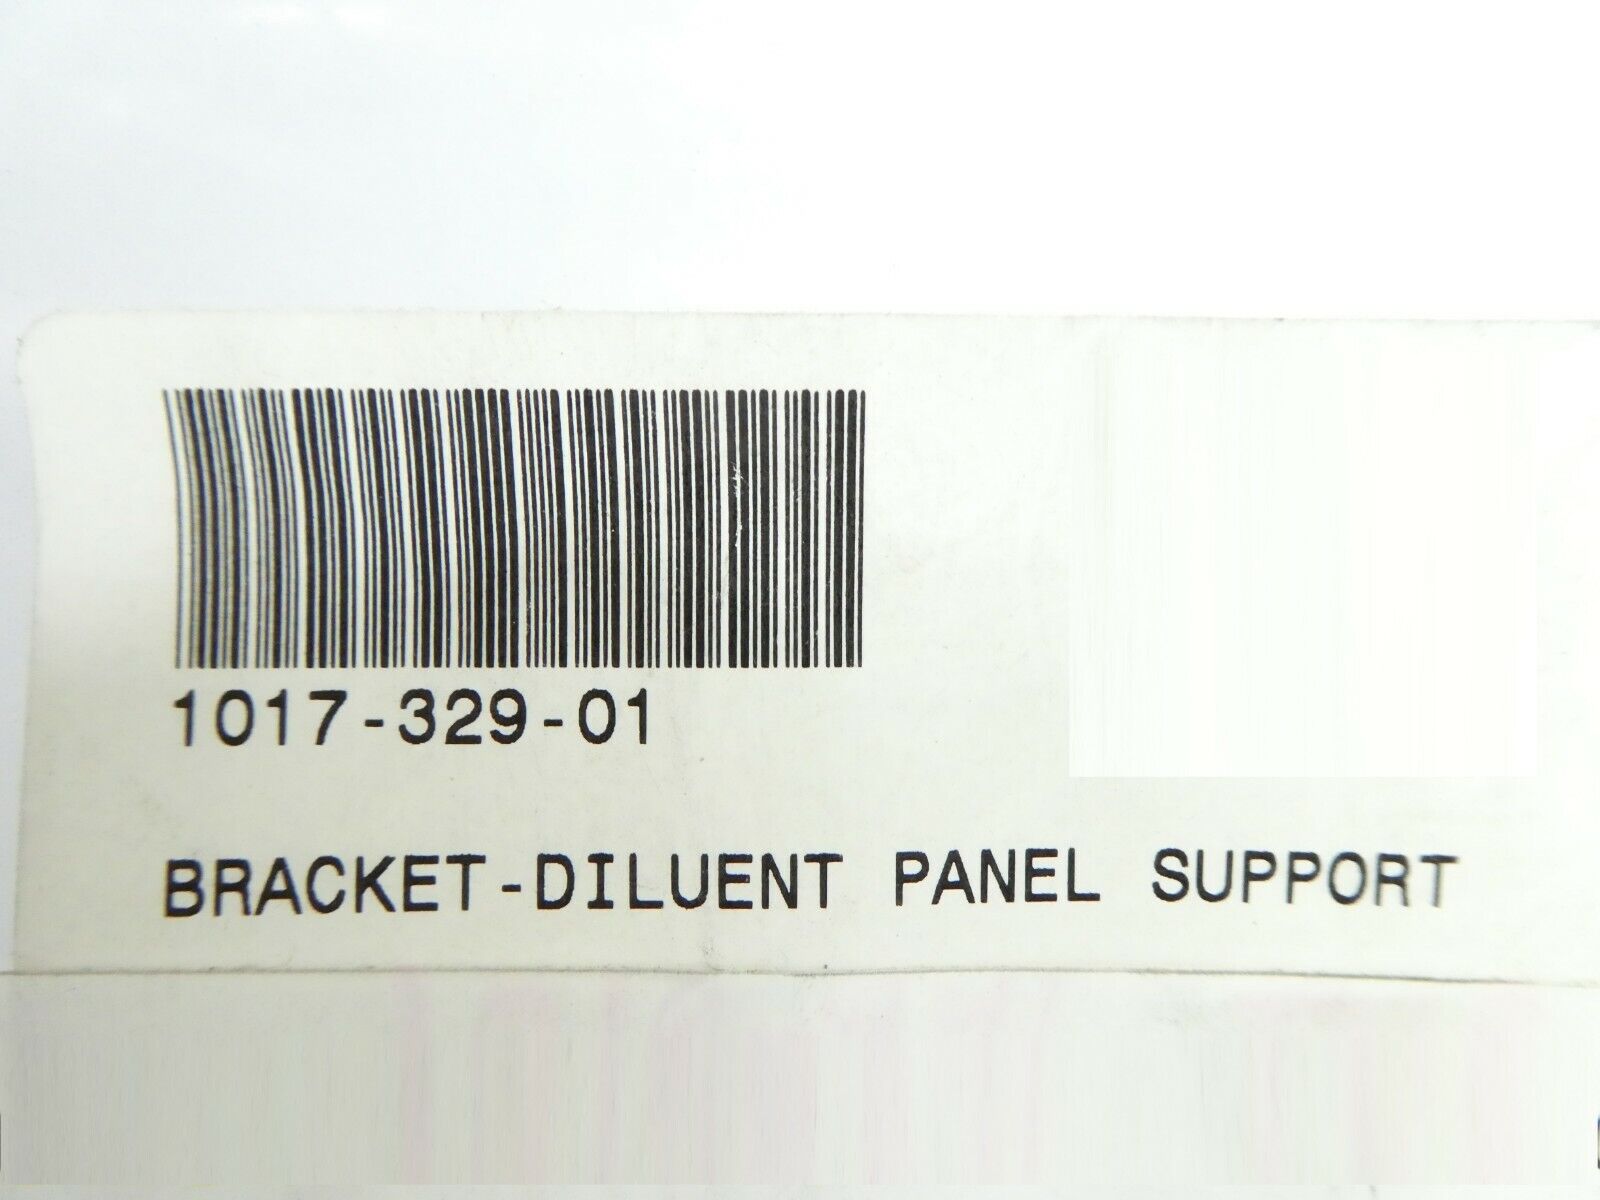 1017-329-01
BRACKET-DILUENT PANEL SUPPORT